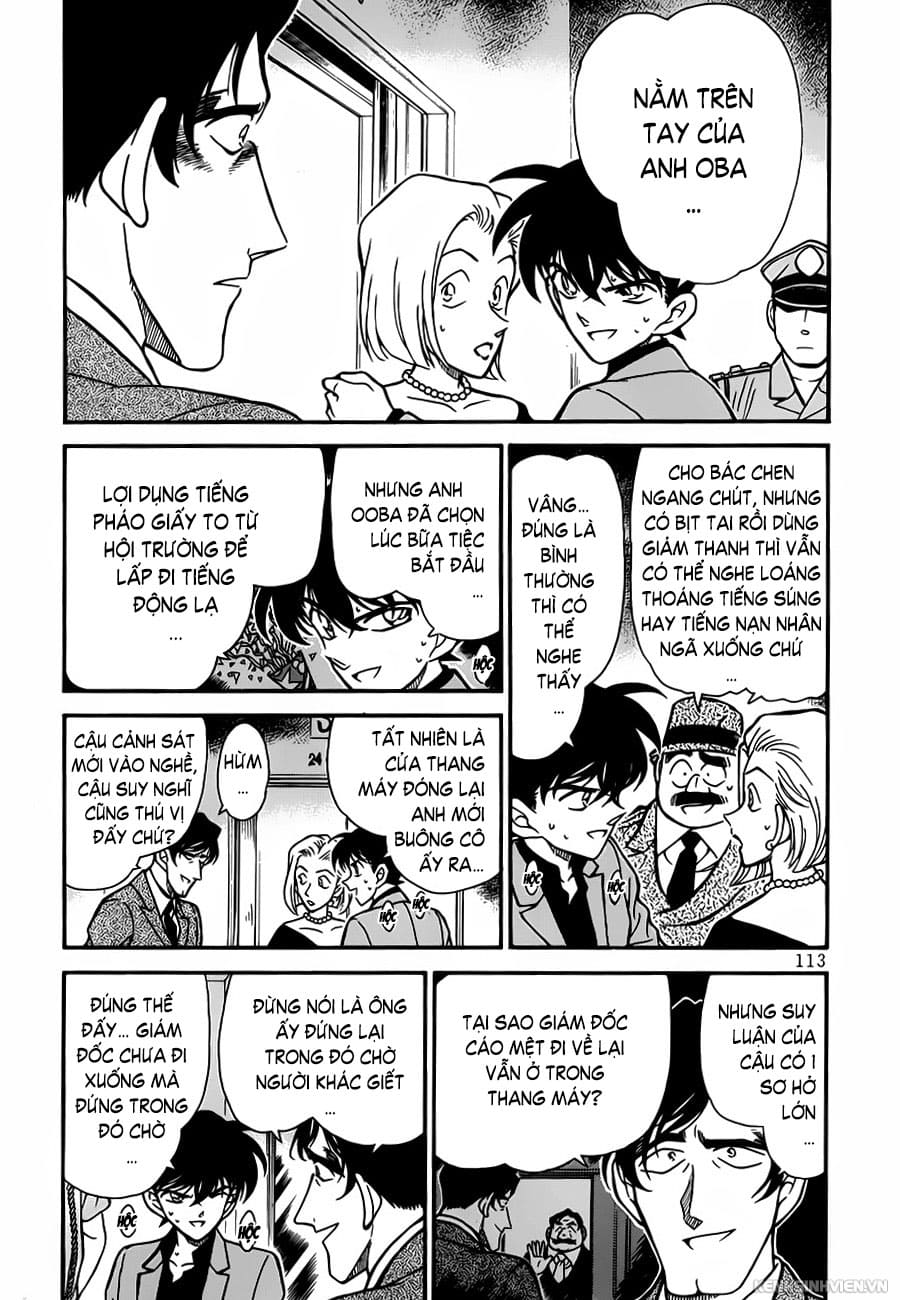 NẰM TRÊN
TAY CỦA
ANH OBA
...
CHO BÁC CHEN
NGANG CHÚT, NHƯNG
CÓ BỊT TAI RỒI DÙNG
GIẢM THANH THÌ VẪN
CÓ THỂ NGHE LOÁNG
THOÁNG TIẾNG SÚNG
HAY TIẾNG NẠN NHÂN
NGÃ XUỐNG CHỨ
...
VÂNG...
ĐÚNG LÀ
BÌNH
THƯỜNG
THÌ CÓ
THỂ
NGHE
THẤY
...
HỘC
HỘC
NHƯNG ANH
OOBA ĐÃ CHỌN
LÚC BỮA TIỆC
BẮT ĐẦU
...
LỢI DỤNG TIẾNG
PHÁO GIẤY TO TỪ
HỘI TRƯỜNG ĐỂ
LẤP ĐI TIẾNG
ĐỘNG LẠ
...
HỘC
TẤT NHIÊN LÀ
CỬA THANG
MÁY ĐÓNG LẠI
ANH MỚI
BUÔNG CÔ
ẤY RA...
24
HỘC
HỘC
HỪM
...
CẬU CẢNH SÁT
MỚI VÀO NGHỀ,
CẬU SUY NGHĨ
CŨNG THÚ VỊ
ĐẤY CHỨ?
113
NHƯNG SUY
LUẬN CỦA
CẬU CÓ 1
SƠ HỞ
LỚN
...
TẠI SAO GIÁM ĐỐC
CÁO MỆT ĐI VỀ LẠI
VẪN Ở TRONG
THANG MÁY?
ĐỪNG NÓI LÀ ÔNG
ẤY ĐỨNG LẠI
TRONG ĐÓ CHỜ
NGƯỜI KHÁC GIẾT
...
ĐÚNG THẾ
ĐẤY... GIÁM
ĐỐC CHƯA ĐI
XUỐNG MÀ
ĐỨNG TRONG
ĐÓ CHỜ
...
HỘC
HỘC
KENHSINHVIEN.VN